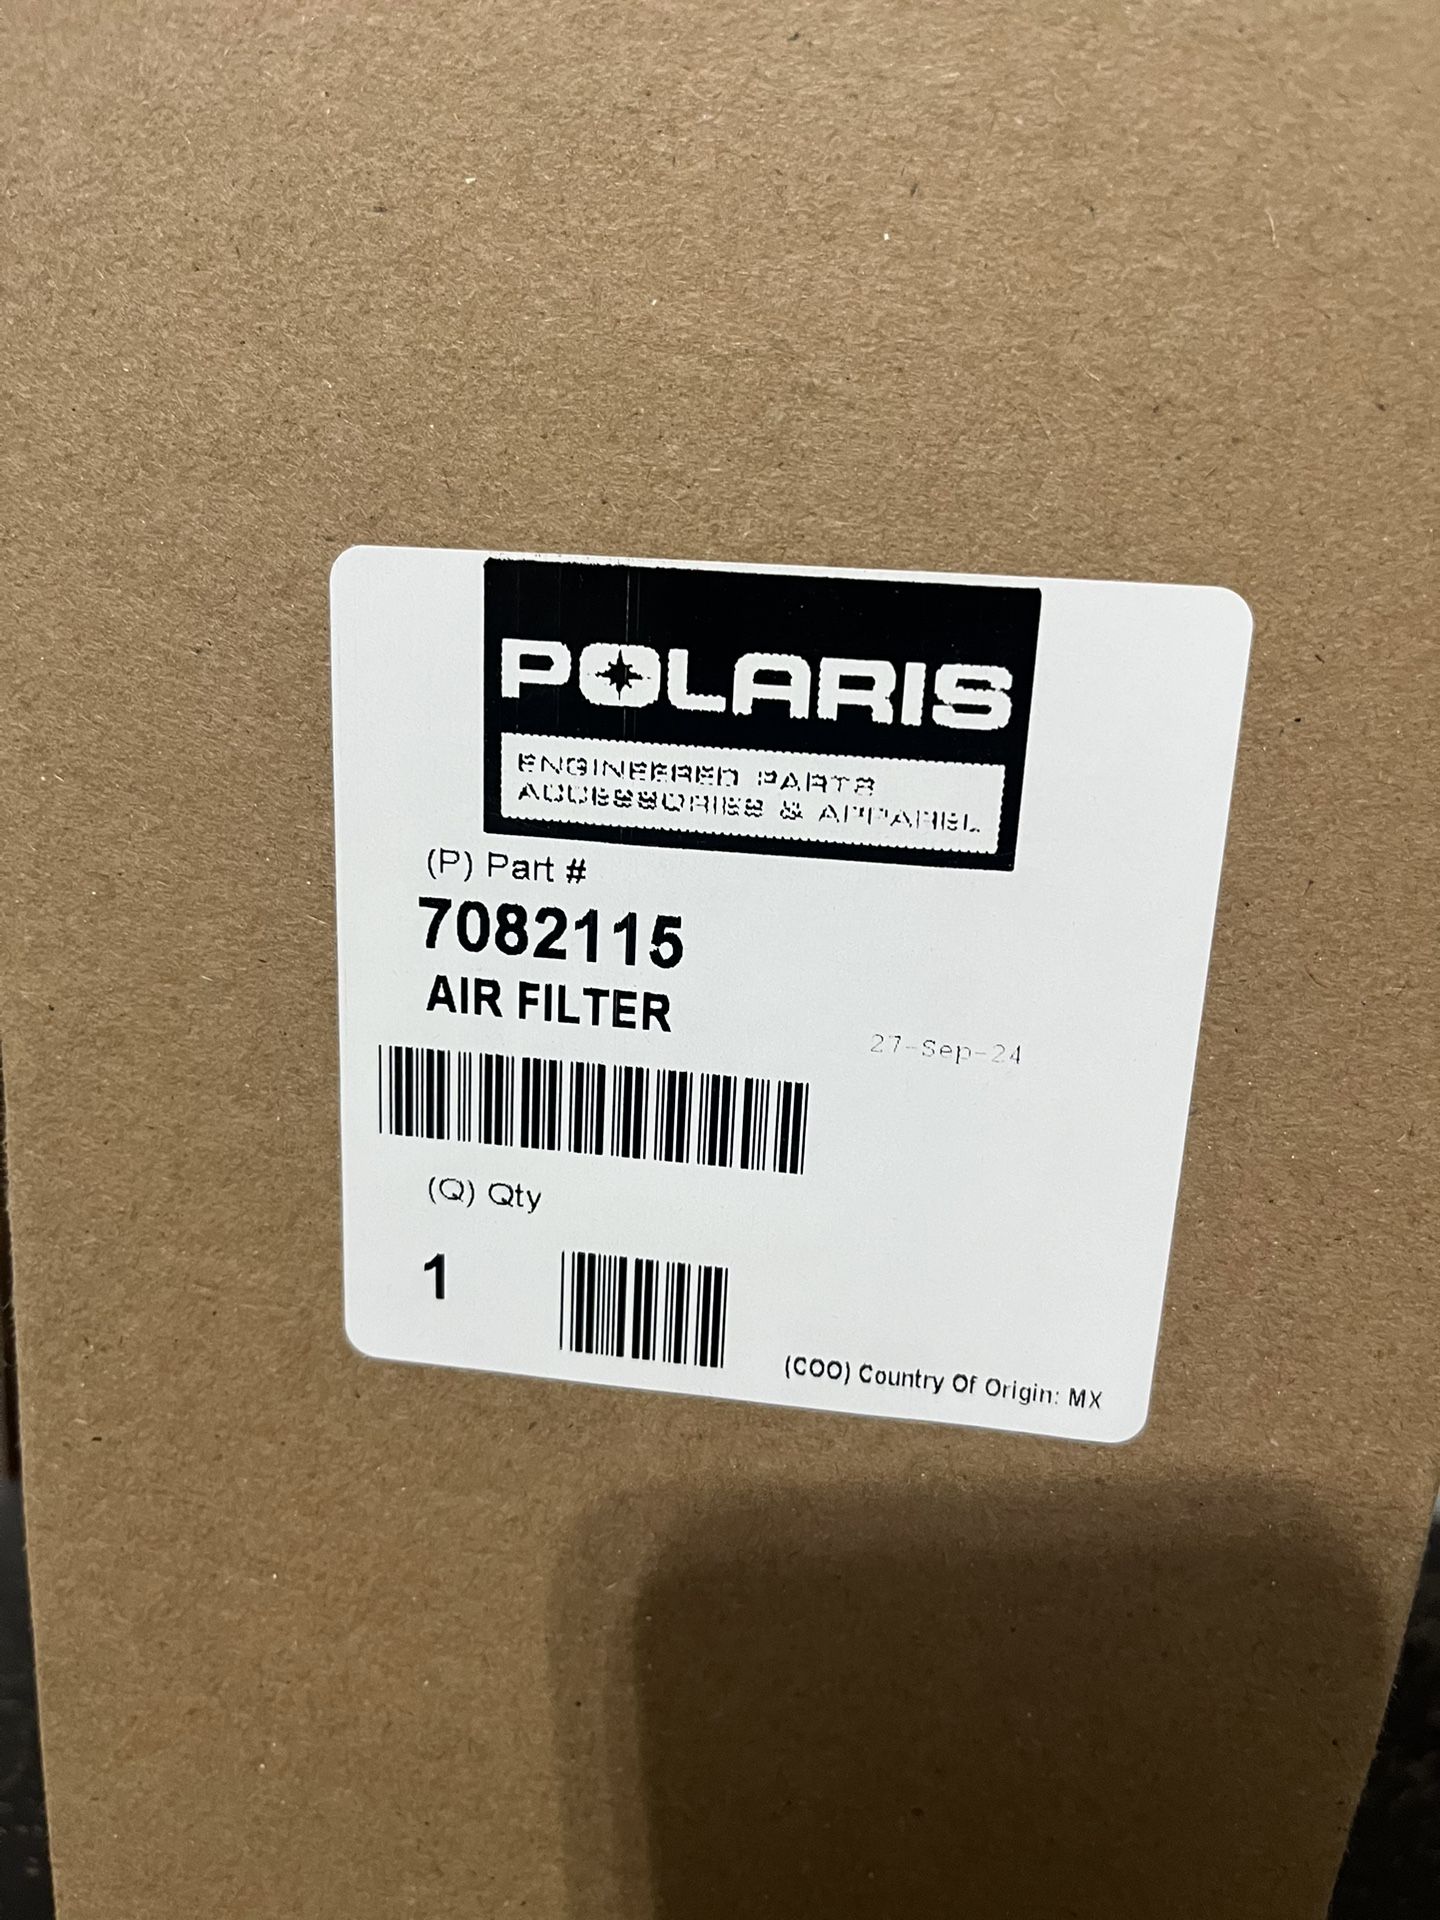 POLARIS
ENGINEERED PARTS
ACCESSORIES & APPAREL
(P) Part #
7082115
AIR FILTER
27-Sep-24
(Q) Qty
1
(COO) Country Of Origin: MX